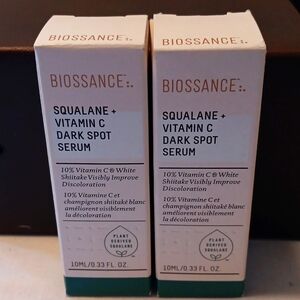 BIOSSANCE
BIOSSANCE
BIOSSANCE
SQUALANE +
VITAMIN C
DARK SPOT
SERUM
10% Vitamin C & White
Shiitake Visibly Improve
Discoloration
10% Vitamine C et
champignon shiitaké blanc
améliorent visiblement
la décoloration
PLANT
DERIVED
SQUALANE
10ML/0.33 FL. OZ.
BIOSSANCE
SQUALANE +
VITAMIN C
DARK SPOT
SERUM
10% Vitamin C & White
Shiitake Visibly Improve
Discoloration
10% Vitamine C et
champignon shiitaké blanc
améliorent visiblement
la décoloration
PLANT
DERIVED
SQUALANE
10ML/0.33 FL. OZ.